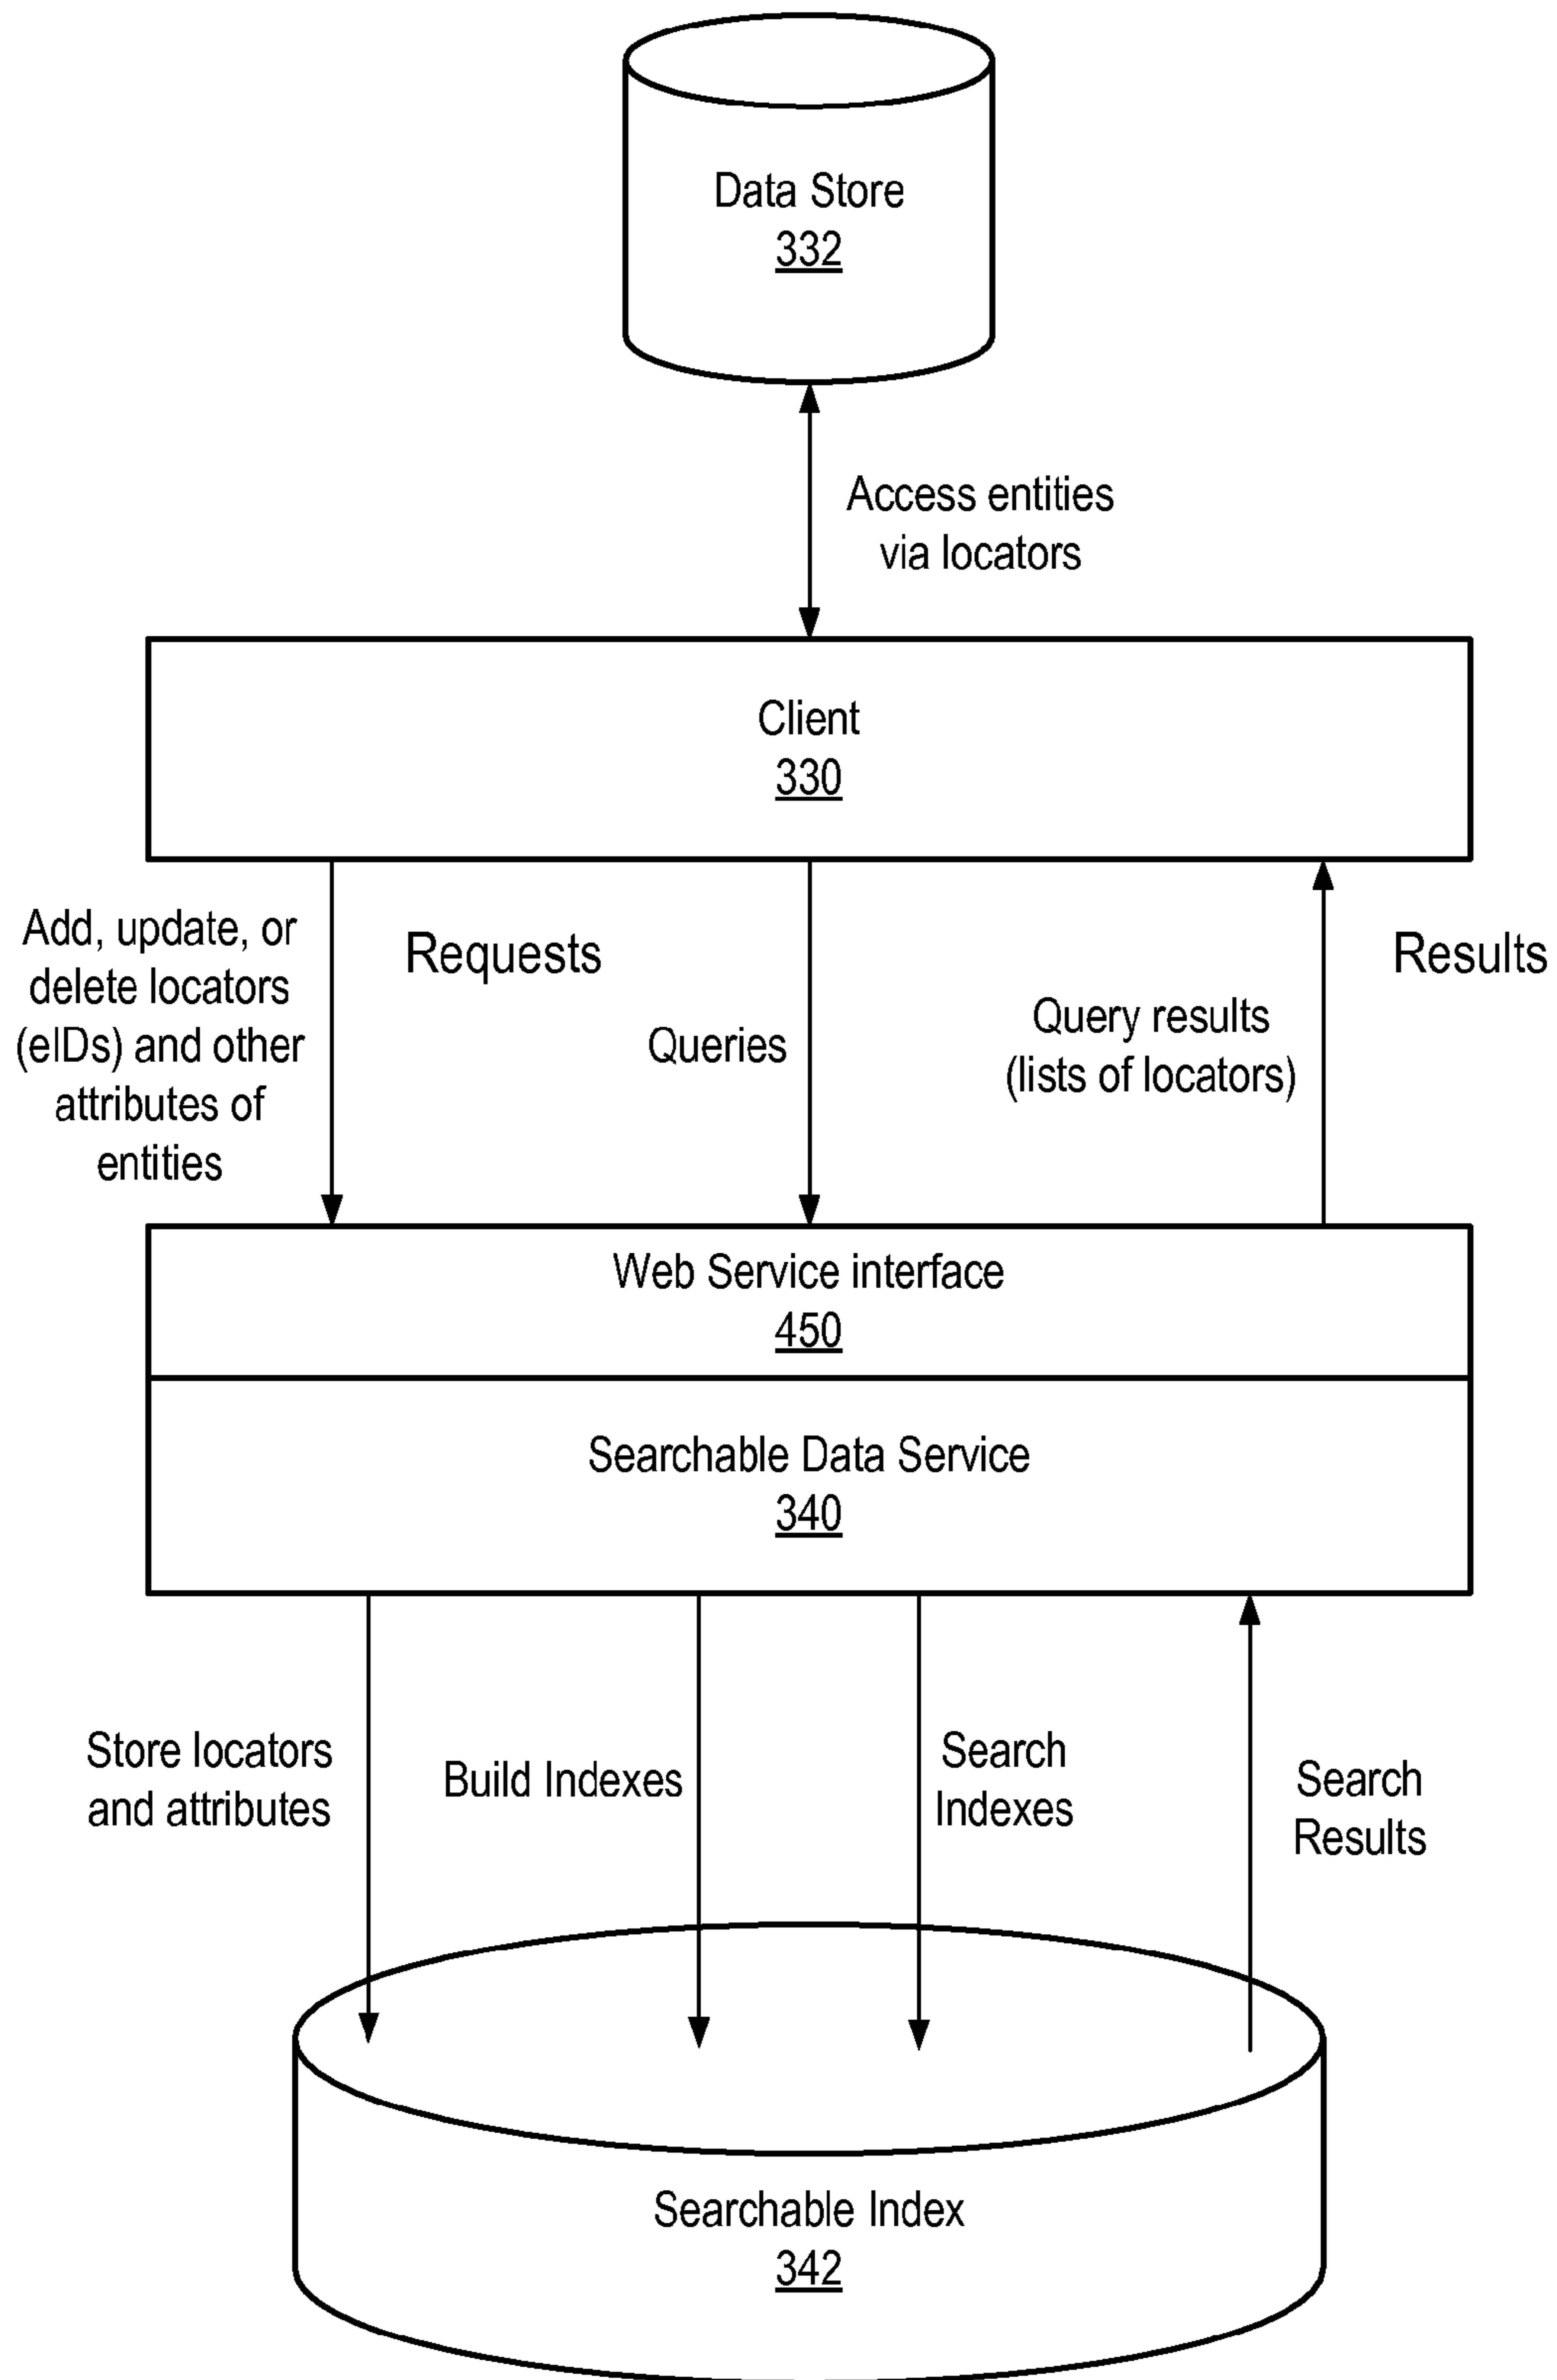 Data Store
332
Access entities
via locators
Client
330
Add, update, or
delete locators
(eIDs) and other
attributes of
entities
Requests
Queries
Query results
(lists of locators)
Results
Web Service interface
450
Searchable Data Service
340
Store locators
and attributes
Build Indexes
Search
Indexes
Search
Results
Searchable Index
342